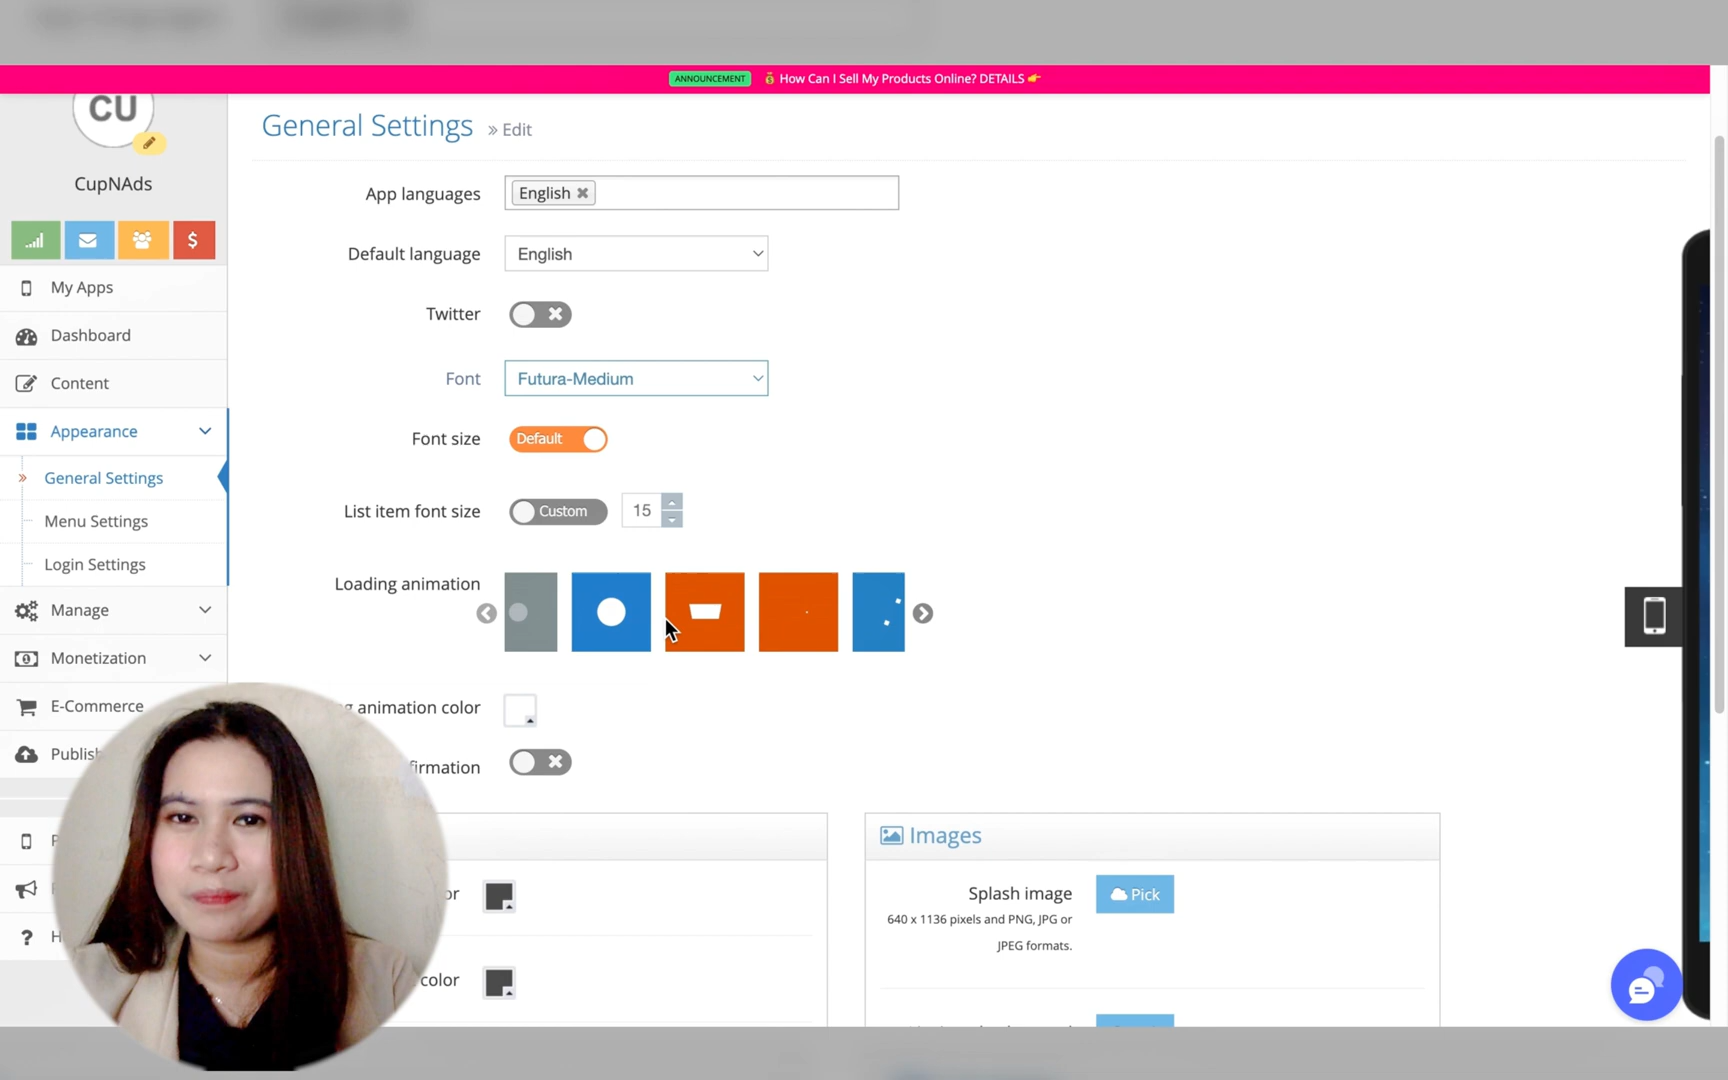 ANNOUNCEMENT 💰 How Can I Sell My Products Online? DETAILS 👉
CU
CupNAds
My Apps
Dashboard
Content
Appearance
General Settings
Menu Settings
Login Settings
Manage
Monetization
E-Commerce
General Settings » Edit
App languages English
Default language English
Twitter
Font Futura-Medium
Font size Default
List item font size Custom 15
Loading animation
animation color
color
Images
Splash image Pick
640 x 1136 pixels and PNG, JPG or
JPEG formats.